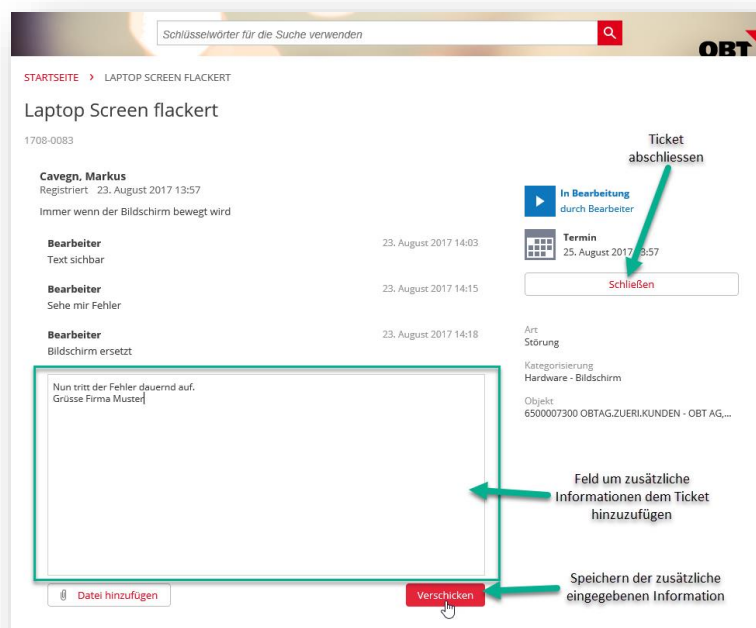 Schlüsselwörter für die Suche verwenden
OBT
STARTSEITE > LAPTOP SCREEN FLACKERT
Laptop Screen flackert
1708-0083
Ticket
abschliessen
Cavegn, Markus
Registriert 23. August 2017 13:57
Immer wenn der Bildschirm bewegt wird
In Bearbeitung
durch Bearbeiter
Bearbeiter 23. August 2017 14:03
Text sichbar
Termin
25. August 2017 13:57
Schließen
Bearbeiter 23. August 2017 14:15
Sehe mir Fehler
Bearbeiter 23. August 2017 14:18
Bildschirm ersetzt
Art
Störung
Kategorisierung
Hardware - Bildschirm
Objekt
6500007300 OBTAG.ZUERI.KUNDEN - OBT AG,...
Nun tritt der Fehler dauernd auf.
Grüsse Firma Muster
Feld um zusätzliche
Informationen dem Ticket
hinzuzufügen
Datei hinzufügen
Verschicken
Speichern der zusätzliche
eingegebenen Information